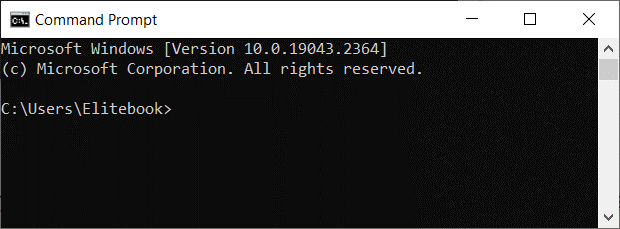 Command Prompt
Microsoft Windows [Version 10.0.19043.2364]
(c) Microsoft Corporation. All rights reserved.
C:\Users\Elitebook>